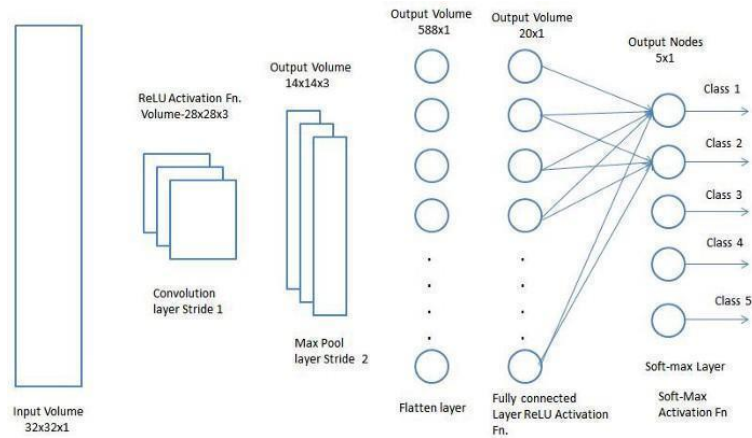 Input Volume
32x32x1
ReLU Activation Fn.
Volume-28x28x3
Convolution
layer Stride 1
Output Volume
14x14x3
Max Pool
layer Stride 2
Output Volume
588x1
Flatten layer
Output Volume
20x1
Fully connected
Layer ReLU Activation
Fn.
Output Nodes
5x1
Class 1
Class 2
Class 3
Class 4
Class 5
Soft-max Layer
Soft-Max
Activation Fn